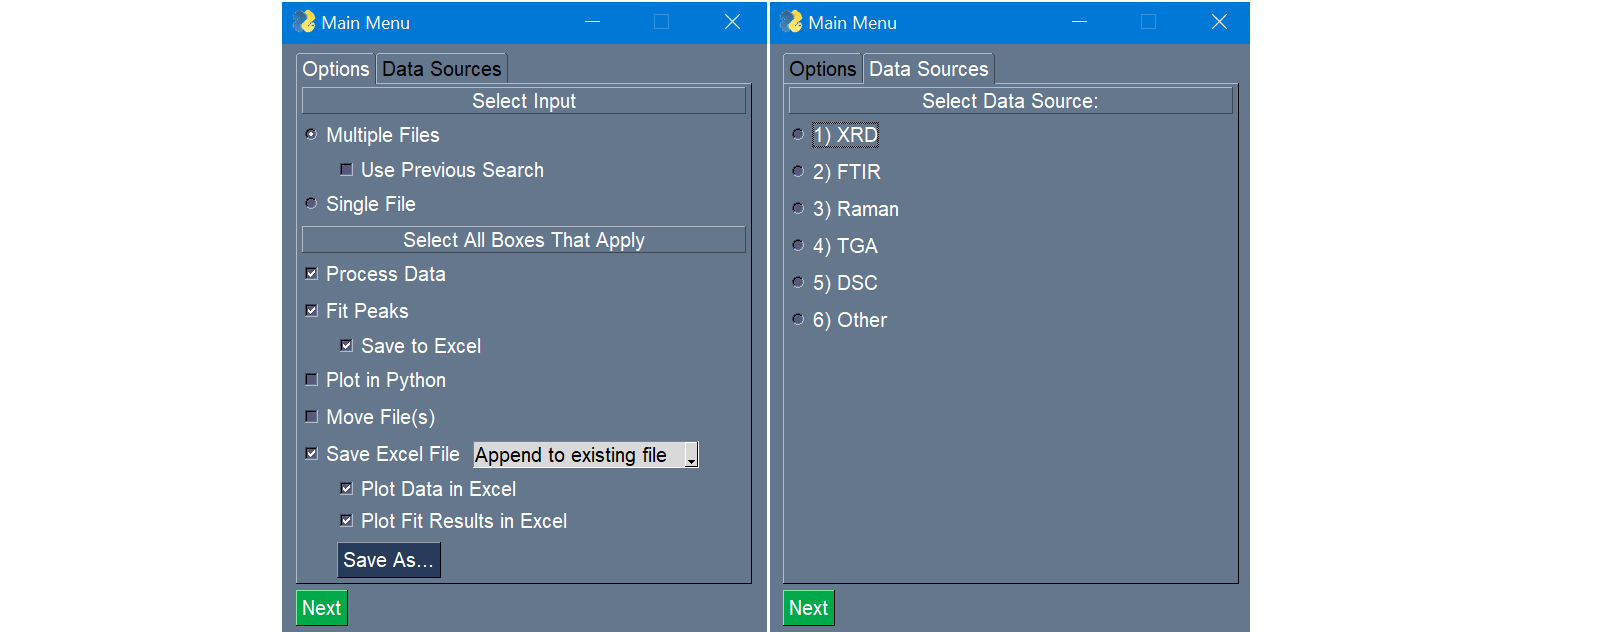 Main Menu
Options Data Sources
Select Input
Multiple Files
Use Previous Search
Single File
Select All Boxes That Apply
Process Data
Fit Peaks
Save to Excel
Plot in Python
Move File(s)
Save Excel File Append to existing file
Plot Data in Excel
Plot Fit Results in Excel
Save As...
Next
Main Menu
Options Data Sources
Select Data Source:
1) XRD
2) FTIR
3) Raman
4) TGA
5) DSC
6) Other
Next